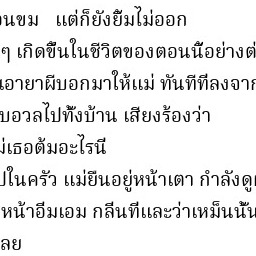 อนขม แต่ก็ยังยิ้มไม่ออก
ๆ เกิดขึ้นในชีวิตของตอนนี้อย่างต่
นอายาผีบอกมาให้แม่ ทันทีที่ลงจาก
บอวลไปทั้งบ้าน เสียงร้องว่า
ม่เธอต้มอะไรนี่
ปในครัว แม่ยืนอยู่หน้าเตา กำลังดู
หน้าอิ่มเอม กลิ่นที่และว่าเหม็นนั้น
ลย